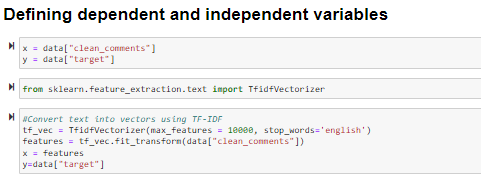 Defining dependent and independent variables
x = data["clean_comments"]
y = data["target"]
from sklearn.feature_extraction.text import TfidfVectorizer
#Convert text into vectors using TF-IDF
tf_vec = TfidfVectorizer(max_features = 10000, stop_words='english')
features = tf_vec.fit_transform(data["clean_comments"])
x = features
y=data["target"]